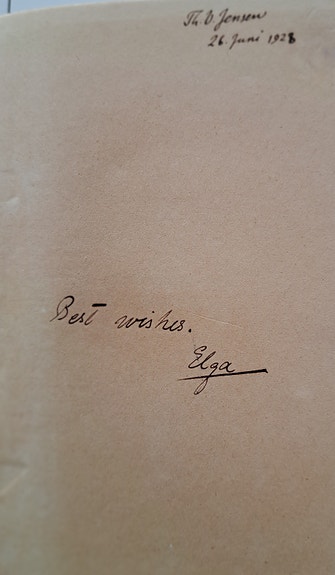 Th. V. Jensen
26. Juni 1928
Best wishes.
Elga